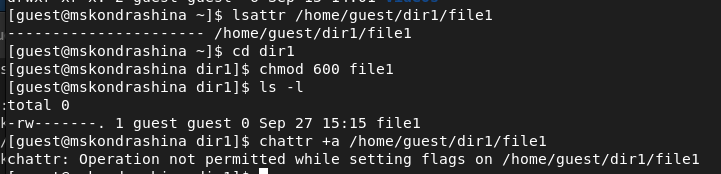 [guest@mskondrashina ~]$ lsattr /home/guest/dir1/file1
---------------------- /home/guest/dir1/file1
[guest@mskondrashina ~]$ cd dir1
[guest@mskondrashina dir1]$ chmod 600 file1
[guest@mskondrashina dir1]$ ls -l
total 0
-rw-------. 1 guest guest 0 Sep 27 15:15 file1
[guest@mskondrashina dir1]$ chattr +a /home/guest/dir1/file1
chattr: Operation not permitted while setting flags on /home/guest/dir1/file1
[guest@mskondrashina dir1]$